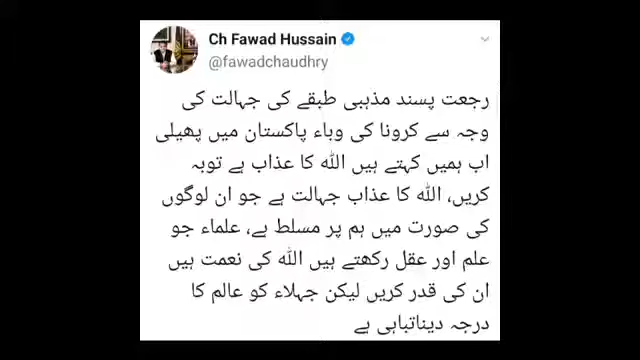 Ch Fawad Hussain
@fawadchaudhry
رجعت پسند مذہبی طبقے کی جہالت کی
وجہ سے کرونا کی وباء پاکستان میں پھیلی
اب ہمیں کہتے ہیں اللہ کا عذاب ہے توبہ
کریں، اللہ کا عذاب جہالت ہے جو ان لوگوں
کی صورت میں ہم پر مسلط ہے، علماء جو
علم اور عقل رکھتے ہیں اللہ کی نعمت ہیں
ان کی قدر کریں لیکن جہلاء کو عالم کا
درجہ دیناتباہی ہے